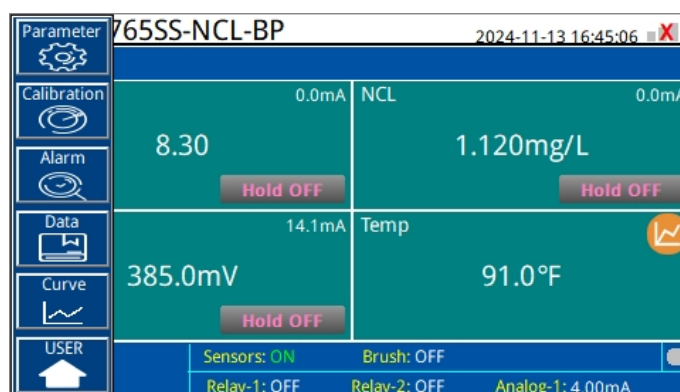 Parameter
765SS-NCL-BP
2024-11-13 16:45:06
X
Calibration
0.0mA
NCL
0.0mA
8.30
1.120mg/L
Alarm
Hold OFF
Hold OFF
Data
14.1mA
Temp
385.0mV
91.0°F
Curve
Hold OFF
USER
Sensors: ON
Brush: OFF
Relay-1: OFF
Relay-2: OFF
Analog-1: 4.00mA